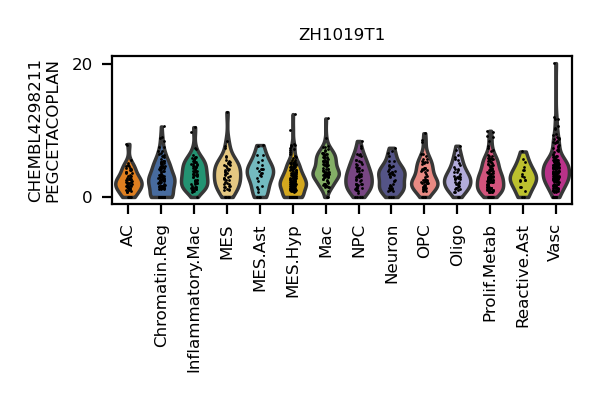 ZH1019T1
CHEMBL4298211
PEGCETACOPLAN
20
0
AC
Chromatin.Reg
Inflammatory.Mac
MES
MES.Ast
MES.Hyp
Mac
NPC
Neuron
OPC
Oligo
Prolif.Metab
Reactive.Ast
Vasc